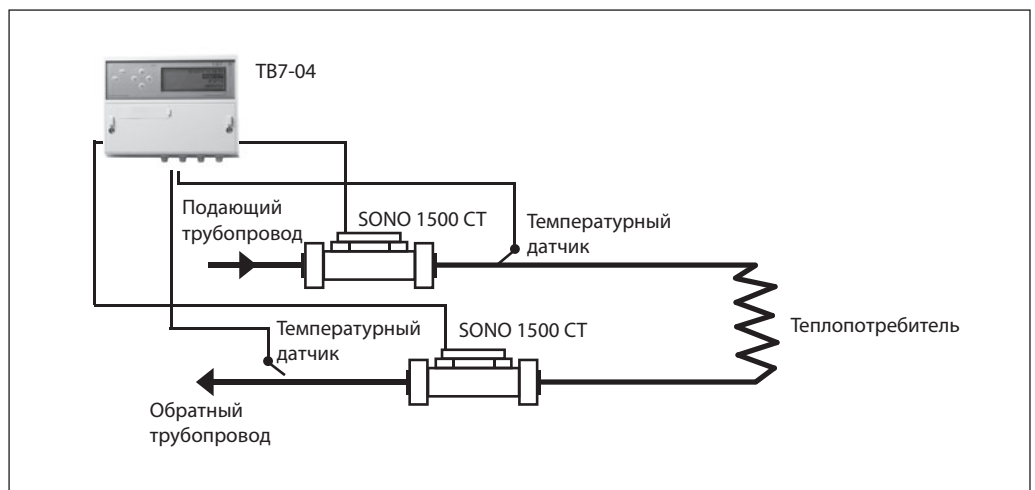 ТВ7-04
Подающий
трубопровод
SONO 1500 CT
Температурный
датчик
Температурный
датчик
SONO 1500 CT
Теплопотребитель
Обратный
трубопровод